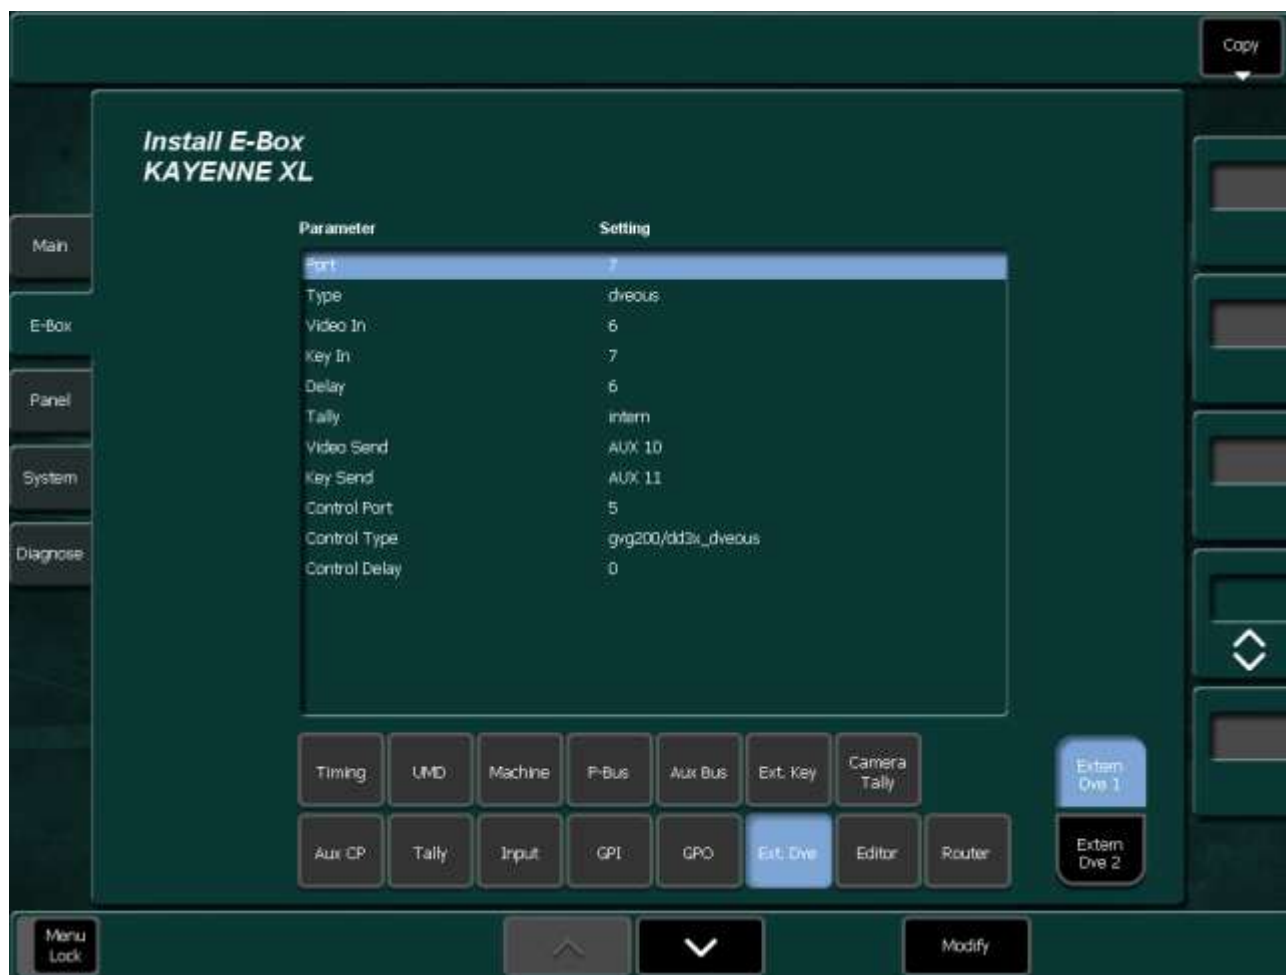 Copy
Install E-Box
KAYENNE XL
Parameter Setting
Port 7
Type dveous
Video In 6
Key In 7
Delay 6
Tally intern
Video Send AUX 10
Key Send AUX 11
Control Port 5
Control Type gvg200/dd3x_dveous
Control Delay 0
Main
E-Box
Panel
System
Diagnose
Timing UMD Machine P-Bus Aux Bus Ext. Key Camera
Tally
Extern
Dve 1
Aux CP Tally Input GPI GPO Ext. Dve Editor Router
Extern
Dve 2
Menu
Lock
Modify